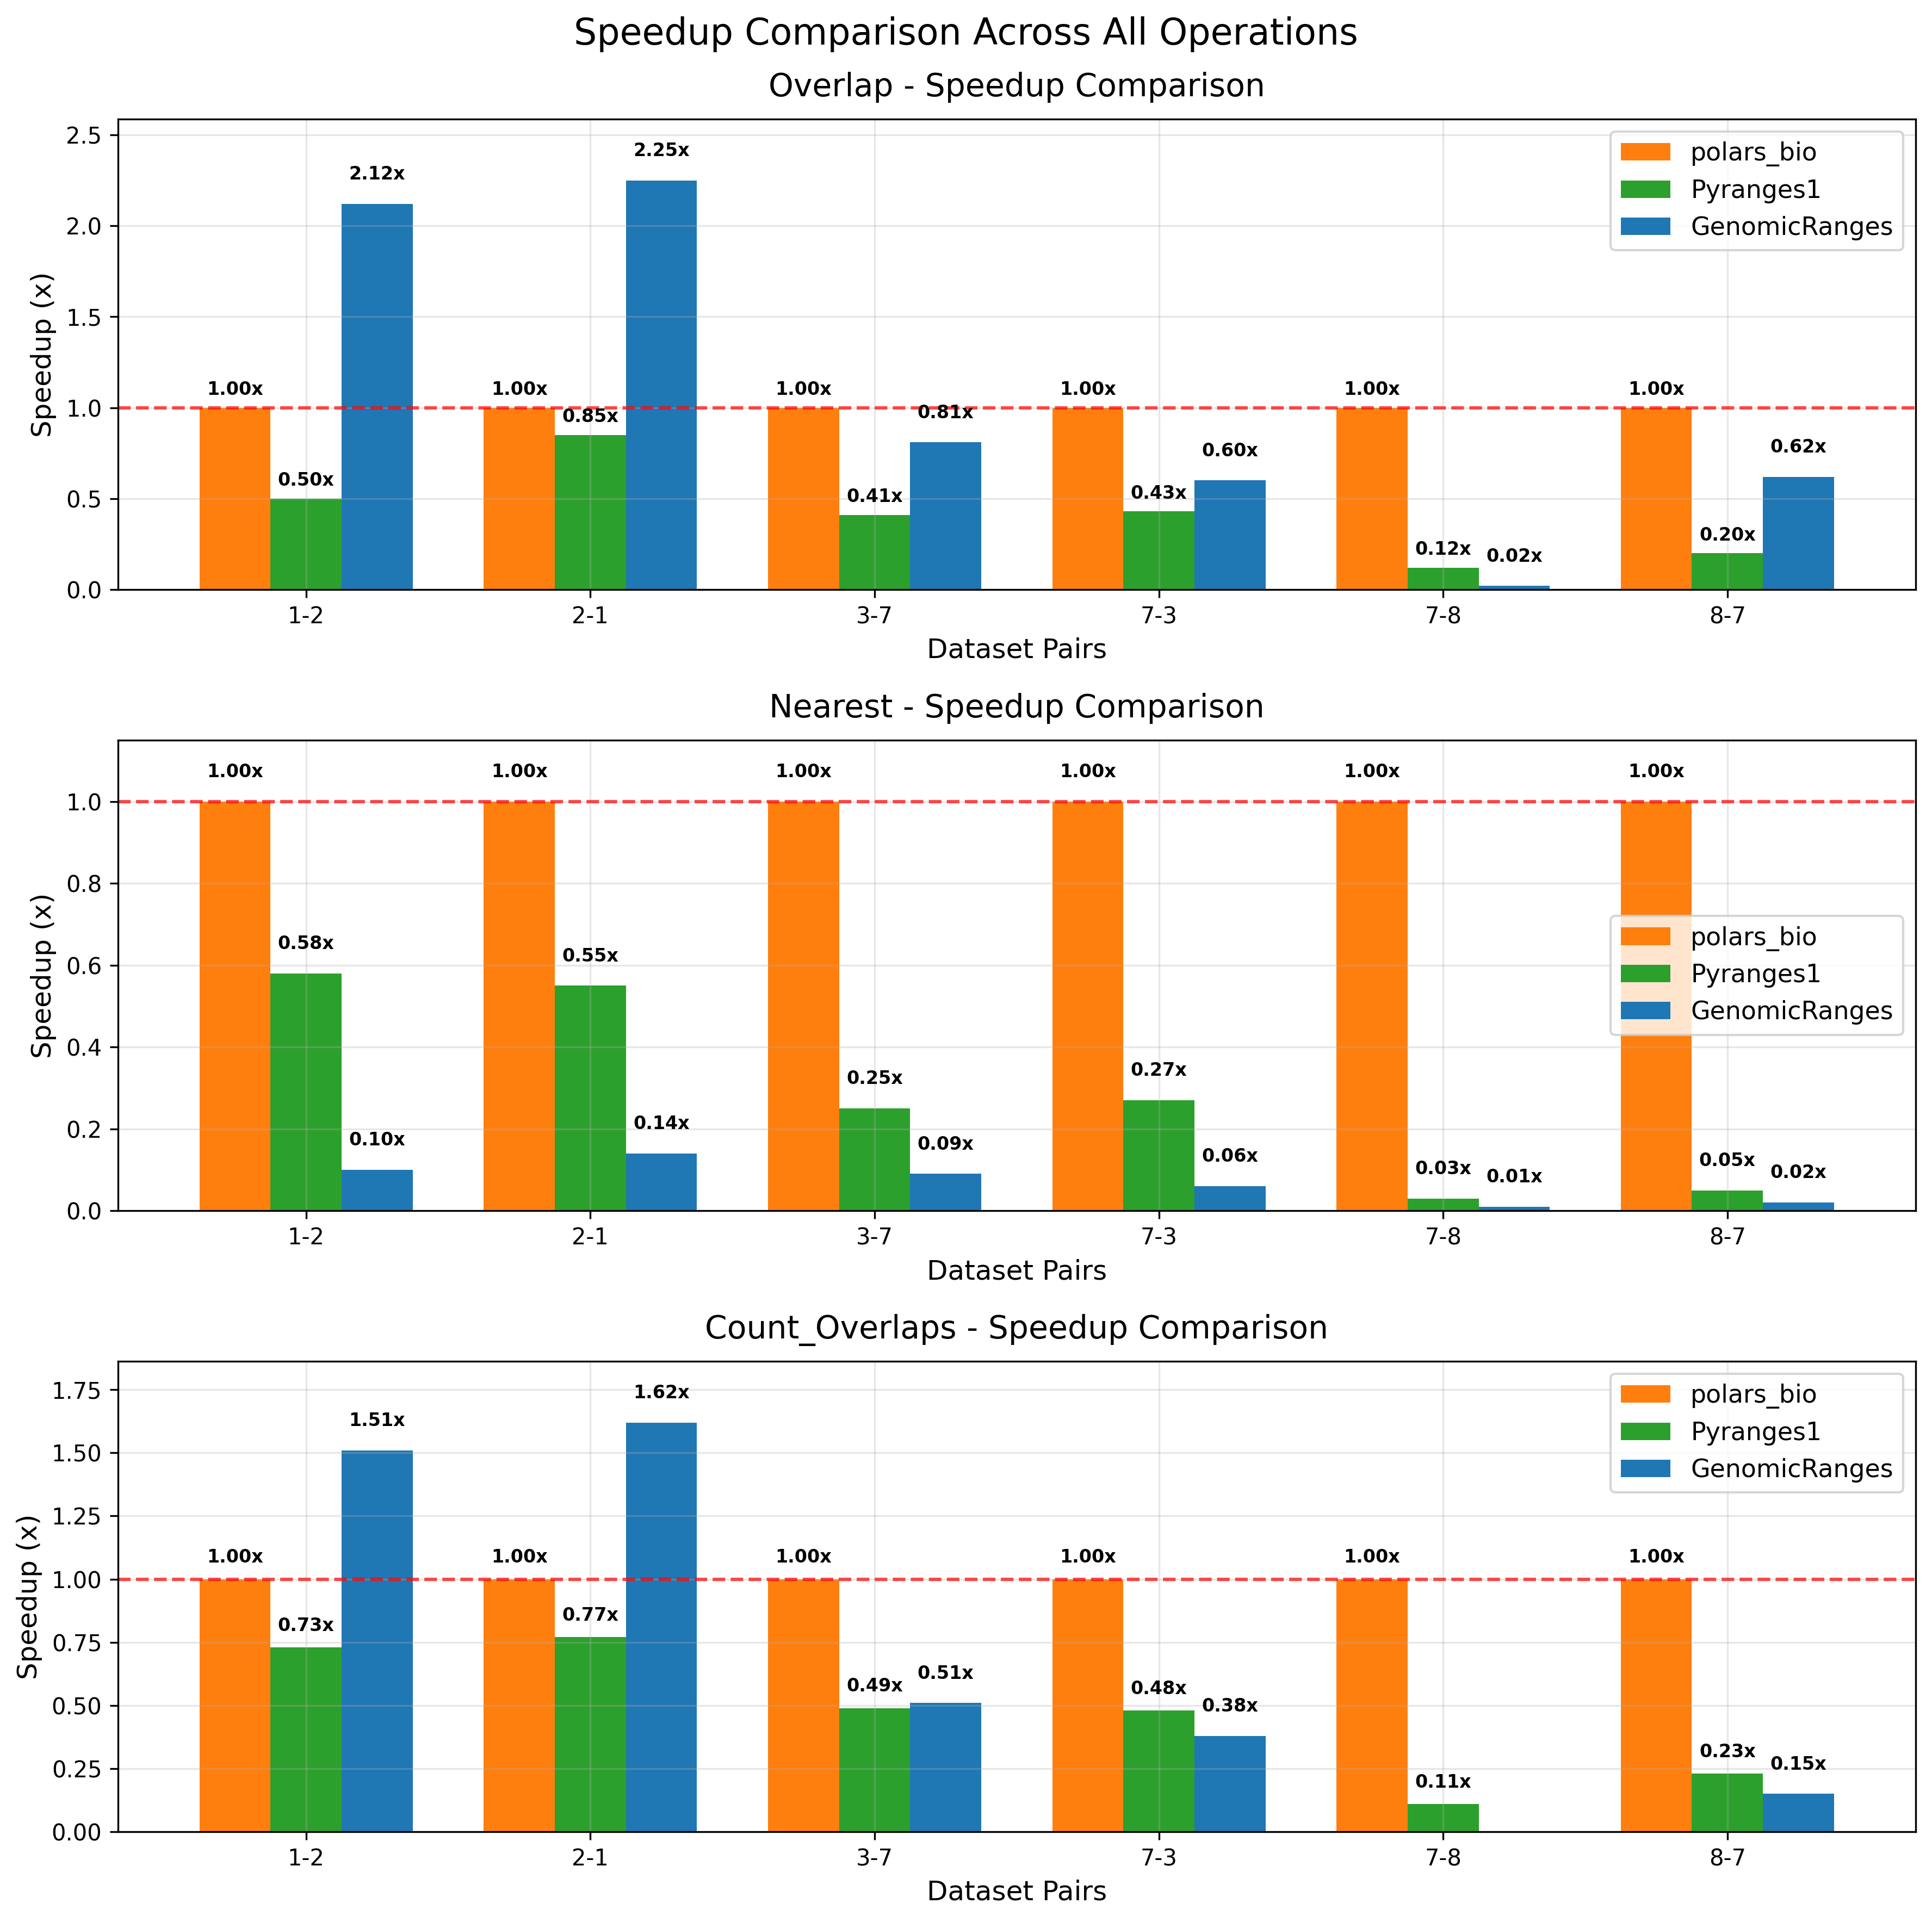 Speedup Comparison Across All Operations
Overlap - Speedup Comparison
Speedup (x)
2.5
2.0
1.5
1.0
0.5
0.0
1.00x 0.50x 2.12x
1.00x 0.85x 2.25x
1.00x 0.41x 0.81x
1.00x 0.43x 0.60x
1.00x 0.12x 0.02x
1.00x 0.20x 0.62x
polars_bio
Pyranges1
GenomicRanges
1-2 2-1 3-7 7-3 7-8 8-7
Dataset Pairs
Nearest - Speedup Comparison
Speedup (x)
1.0
0.8
0.6
0.4
0.2
0.0
1.00x 0.58x 0.10x
1.00x 0.55x 0.14x
1.00x 0.25x 0.09x
1.00x 0.27x 0.06x
1.00x 0.03x 0.01x
1.00x 0.05x 0.02x
polars_bio
Pyranges1
GenomicRanges
1-2 2-1 3-7 7-3 7-8 8-7
Dataset Pairs
Count_Overlaps - Speedup Comparison
Speedup (x)
1.75
1.50
1.25
1.00
0.75
0.50
0.25
0.00
1.00x 0.73x 1.51x
1.00x 0.77x 1.62x
1.00x 0.49x 0.51x
1.00x 0.48x 0.38x
1.00x 0.11x
1.00x 0.23x 0.15x
polars_bio
Pyranges1
GenomicRanges
1-2 2-1 3-7 7-3 7-8 8-7
Dataset Pairs